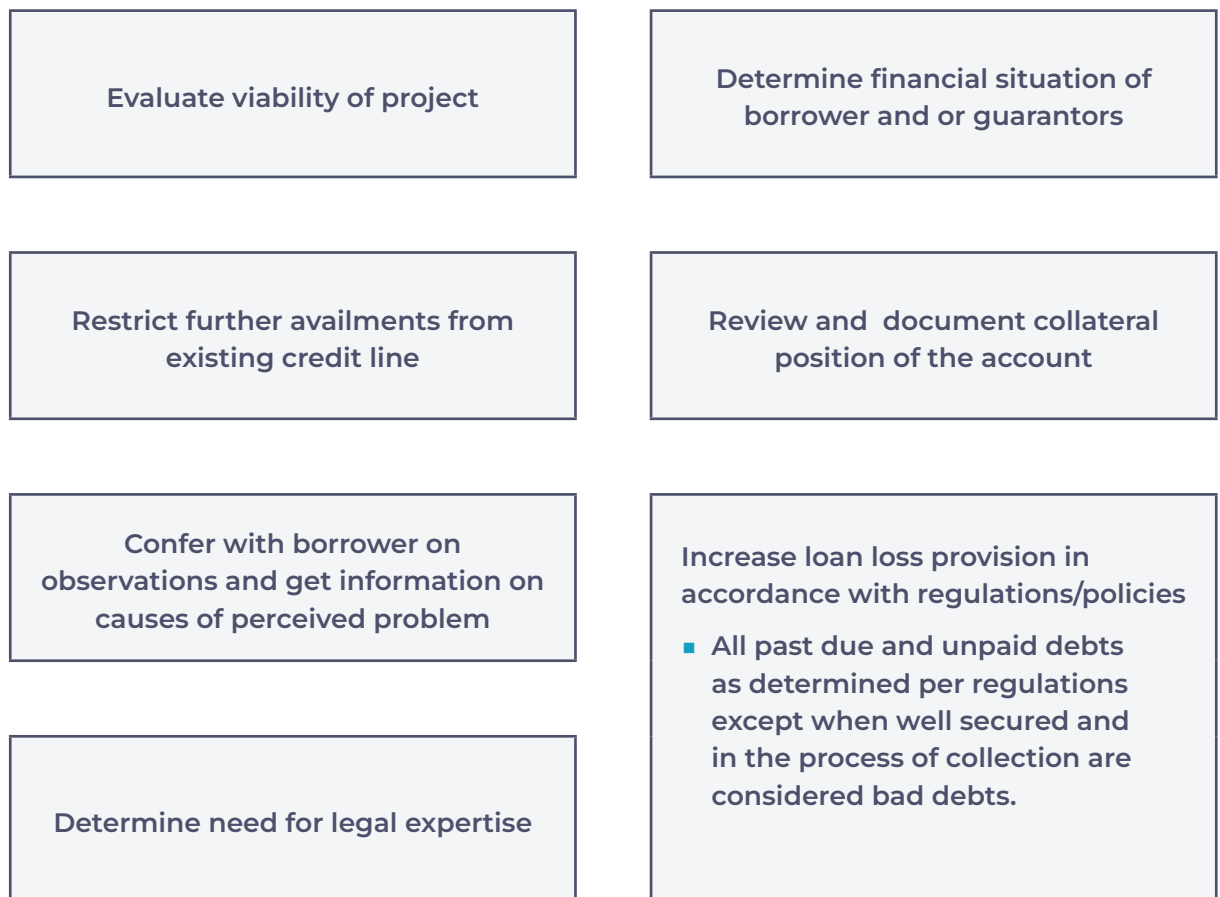 Evaluate viability of project
Determine financial situation of
borrower and or guarantors
Restrict further availments from
existing credit line
Review and  document collateral
position of the account
Confer with borrower on
observations and get information on
causes of perceived problem
Increase loan loss provision in
accordance with regulations/policies
▪ All past due and unpaid debts
as determined per regulations
except when well secured and
in the process of collection are
considered bad debts.
Determine need for legal expertise